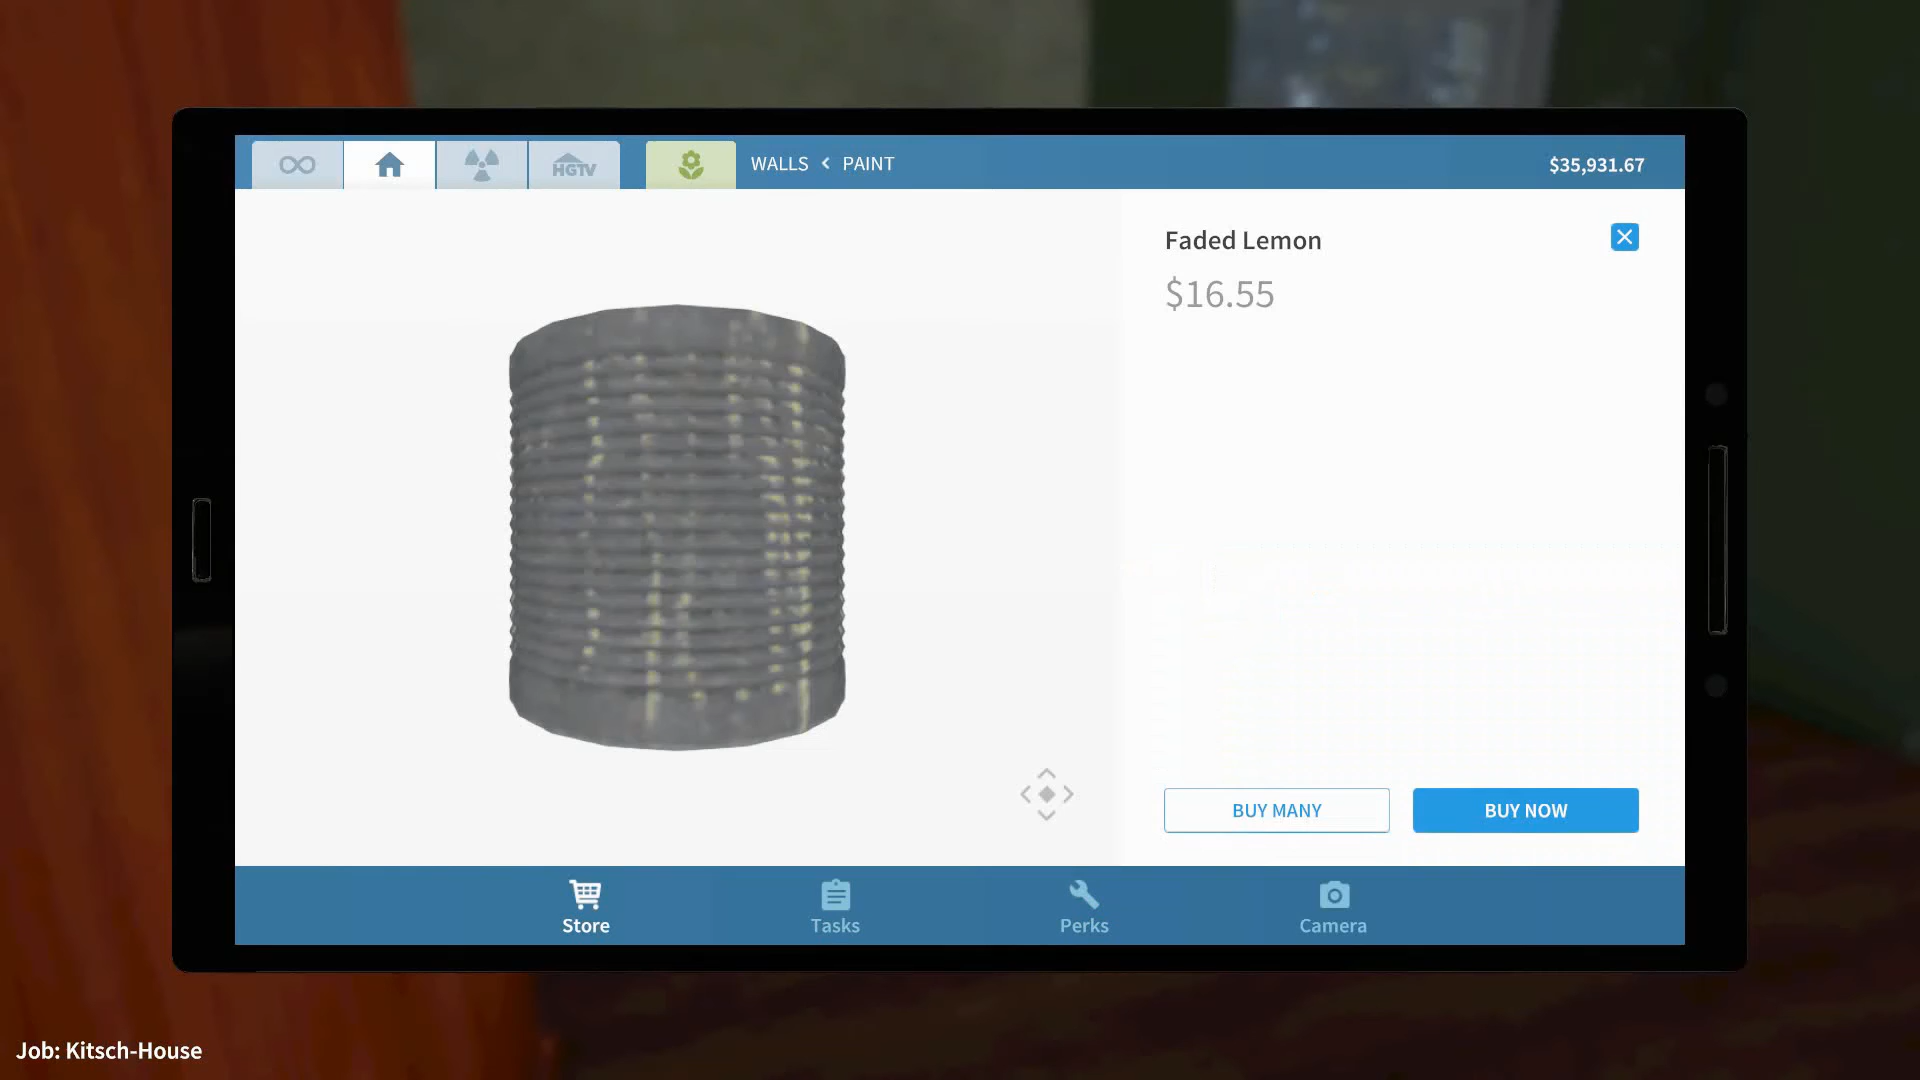 HGTV
WALLS < PAINT
$35,931.67
Faded Lemon
$16.55
BUY MANY
BUY NOW
Store
Tasks
Perks
Camera
Job: Kitsch-House